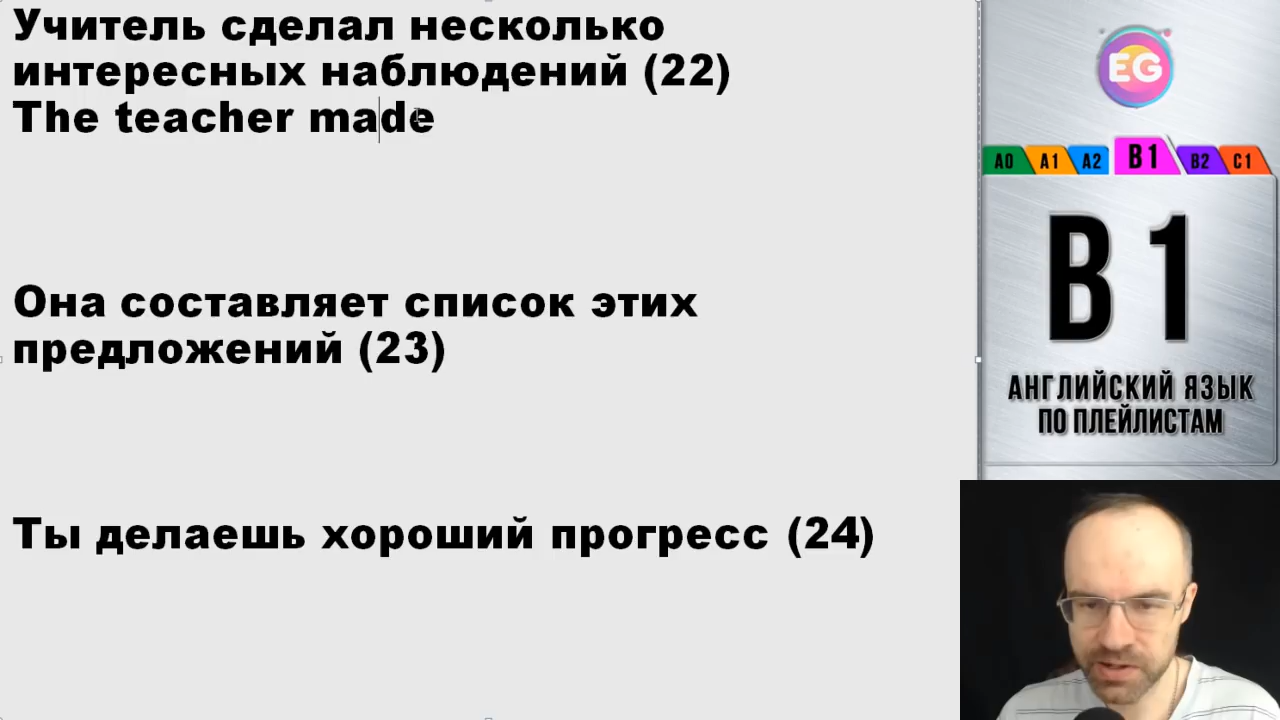 Учитель сделал несколько
интересных наблюдений (22)
The teacher made
Она составляет список этих
предложений (23)
Ты делаешь хороший прогресс (24)
EG
A0 A1 A2 B1 B2 C1
B1
АНГЛИЙСКИЙ ЯЗЫК
ПО ПЛЕЙЛИСТАМ